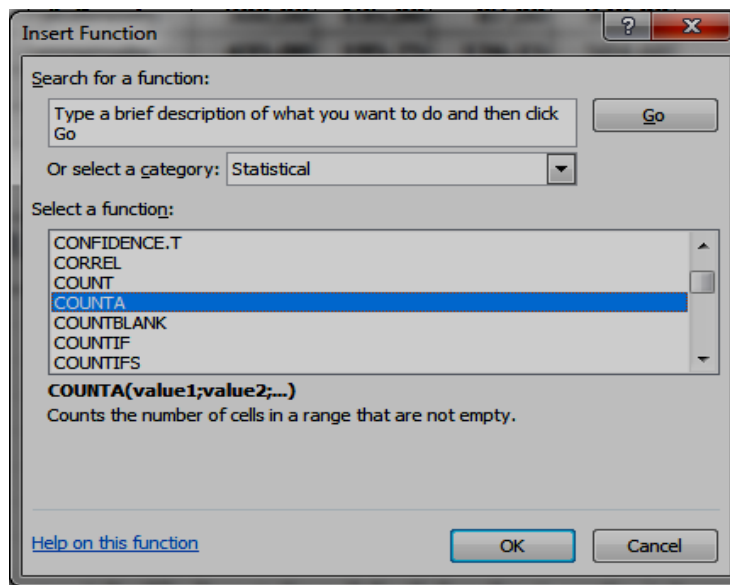 Insert Function
?
Search for a function:
Type a brief description of what you want to do and then click
Go
Go
Or select a category: Statistical
Select a function:
CONFIDENCE.T
CORREL
COUNT
COUNTA
COUNTBLANK
COUNTIF
COUNTIFS
COUNTA(value1;value2;...)
Counts the number of cells in a range that are not empty.
Help on this function
OK
Cancel